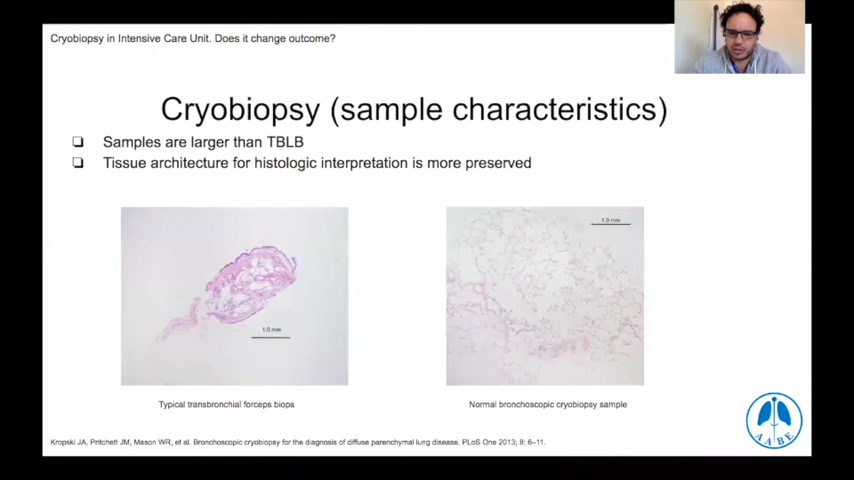 Cryobiopsy in Intensive Care Unit. Does it change outcome?
Cryobiopsy (sample characteristics)
Samples are larger than TBLB
Tissue architecture for histologic interpretation is more preserved
1.0 mm
1.0 mm
Typical transbronchial forceps biops
Normal bronchoscopic cryobiopsy sample
AABE
Kropski JA, Pritchett JM, Mason WR, et al. Bronchoscopic cryobiopsy for the diagnosis of diffuse parenchymal lung disease. PLoS One 2013; 8: 6–11.